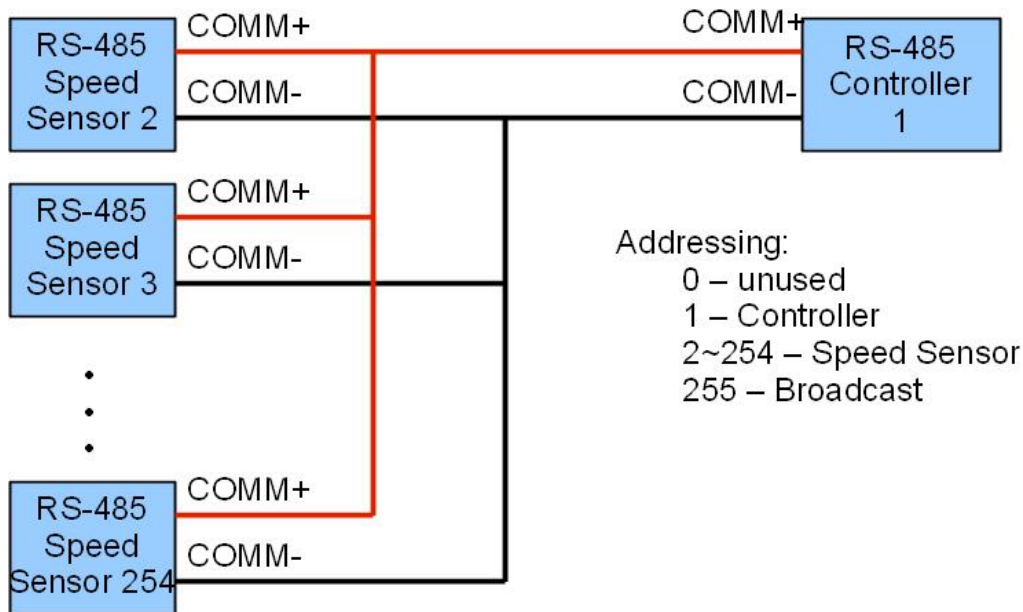 RS-485
Speed
Sensor 2
COMM+
COMM-
COMM+
COMM-
RS-485
Controller
1
RS-485
Speed
Sensor 3
COMM+
COMM-
Addressing:
0 – unused
1 – Controller
2~254 – Speed Sensor
255 – Broadcast
RS-485
Speed
Sensor 254
COMM+
COMM-